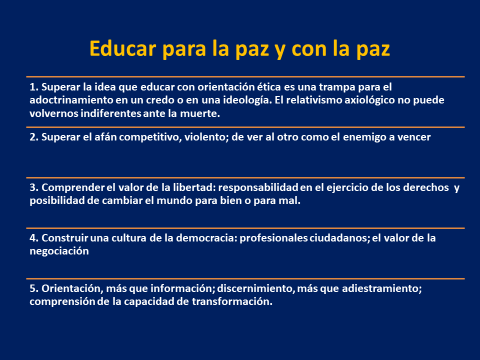 Educar para la paz y con la paz
1. Superar la idea que educar con orientación ética es una trampa para el
adoctrinamiento en un credo o en una ideología. El relativismo axiológico no puede
volvernos indiferentes ante la muerte.
2. Superar el afán competitivo, violento; de ver al otro como el enemigo a vencer
3. Comprender el valor de la libertad: responsabilidad en el ejercicio de los derechos y
posibilidad de cambiar el mundo para bien o para mal.
4. Construir una cultura de la democracia: profesionales ciudadanos; el valor de la
negociación
5. Orientación, más que información; discernimiento, más que adiestramiento;
comprensión de la capacidad de transformación.